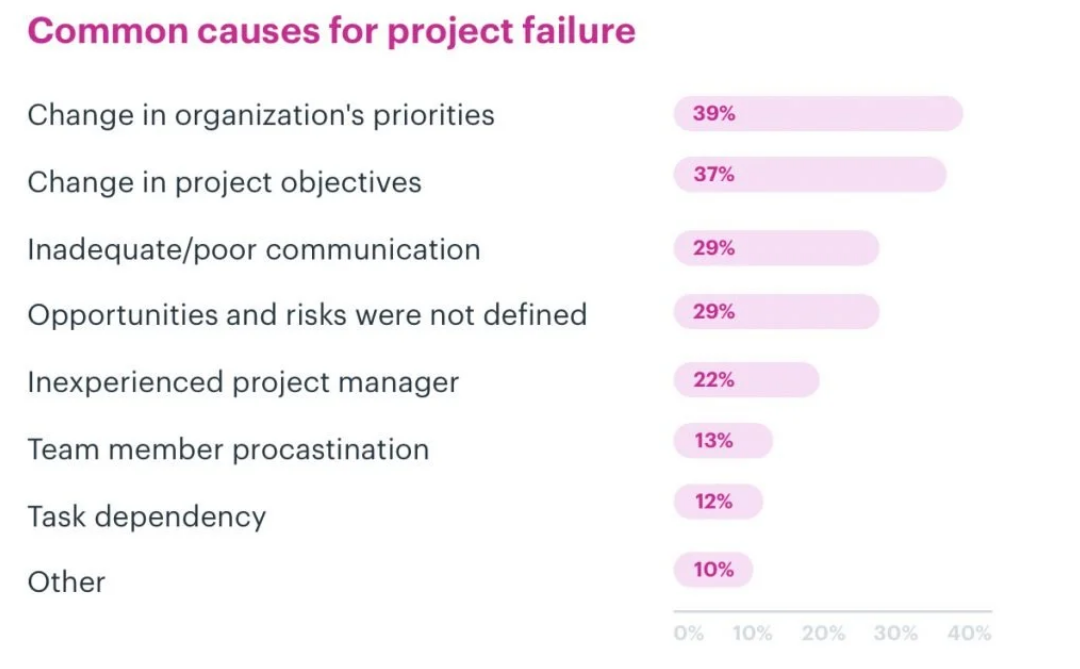 Common causes for project failure
Change in organization's priorities 39%
Change in project objectives 37%
Inadequate/poor communication 29%
Opportunities and risks were not defined 29%
Inexperienced project manager 22%
Team member procastination 13%
Task dependency 12%
Other 10%
0% 10% 20% 30% 40%